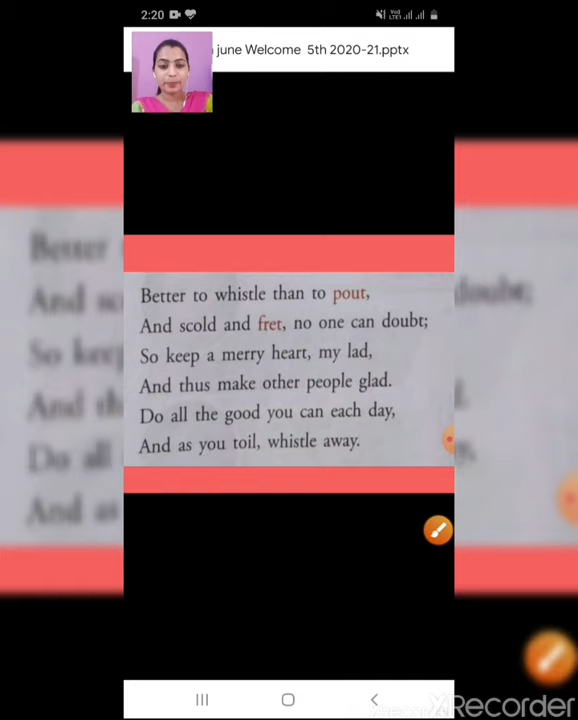 2:20
Vo)
LTE1
june Welcome 5th 2020-21.pptx
Better to whistle than to pout,
And scold and fret, no one can doubt;
So keep a merry heart, my lad,
And thus make other people glad.
Do all the good you can each day,
And as you toil, whistle away.
XRecorder